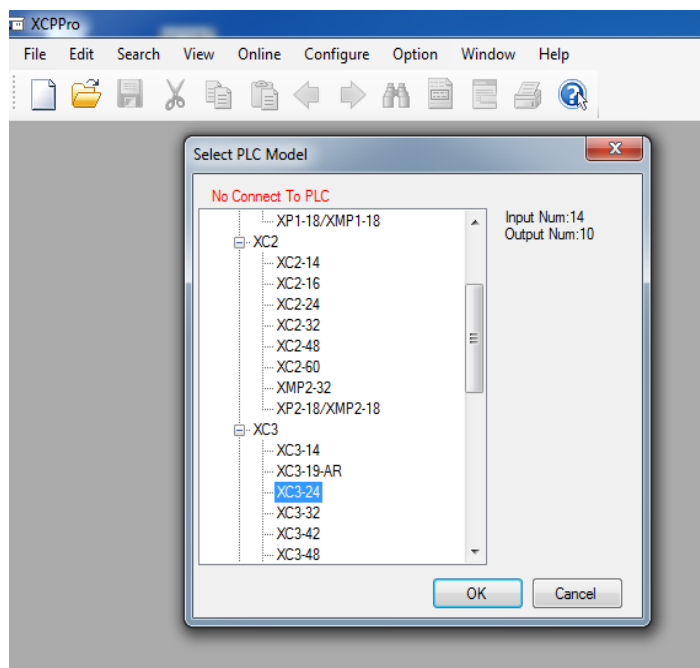 XCPPro
File Edit Search View Online Configure Option Window Help
Select PLC Model
No Connect To PLC
XP1-18/XMP1-18
XC2
XC2-14
XC2-16
XC2-24
XC2-32
XC2-48
XC2-60
XMP2-32
XP2-18/XMP2-18
XC3
XC3-14
XC3-19-AR
XC3-24
XC3-32
XC3-42
XC3-48
Input Num:14
Output Num:10
OK Cancel